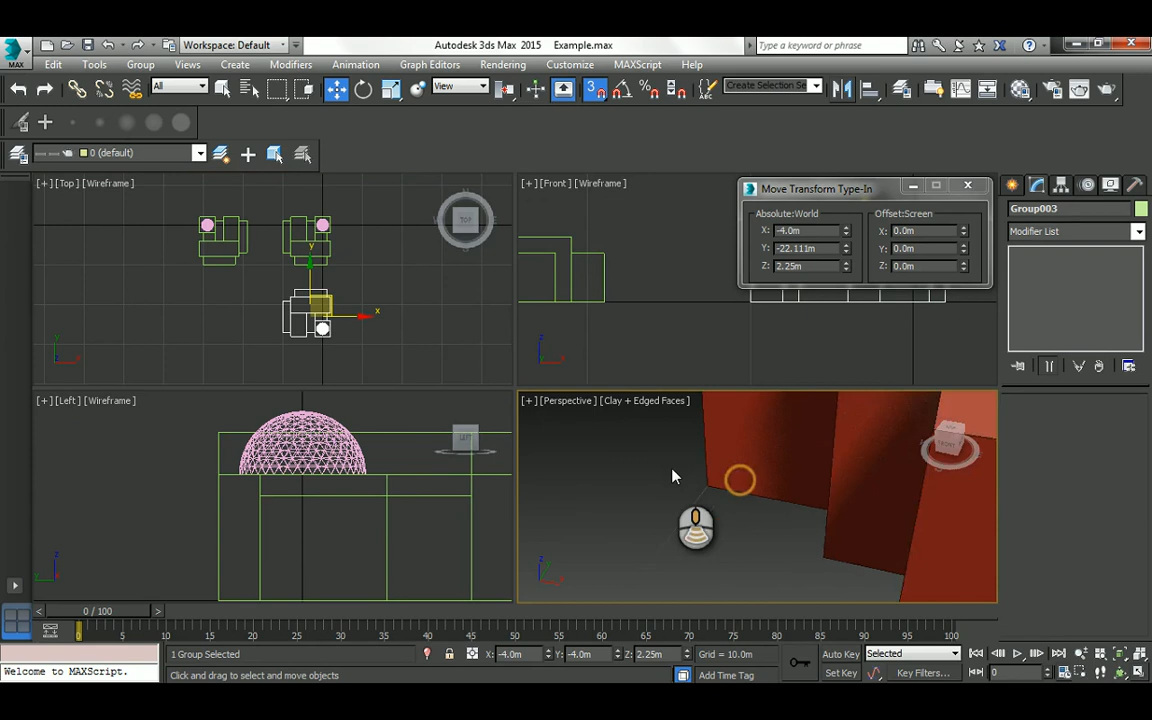 Workspace: Default
Autodesk 3ds Max 2015 Example.max
Type a keyword or phrase
MAX
Edit Tools Group Views Create Modifiers Animation Graph Editors Rendering Customize MAXScript Help
All
View
3
Create Selection Se
0 (default)
[+] [Top] [Wireframe]
TOP
y
x
[+] [Front] [Wireframe]
Move Transform Type-In
Absolute:World
X: -4.0m
Y: -22.111m
Z: 2.25m
Offset:Screen
X: 0.0m
Y: 0.0m
Z: 0.0m
Group003
Modifier List
[+] [Left] [Wireframe]
LEFT
[+] [Perspective] [Clay + Edged Faces]
FRONT
0 / 100
0 5 10 15 20 25 30 35 40 45 50 55 60 65 70 75 80 85 90 95 100
1 Group Selected
X: -4.0m Y: -4.0m Z: 2.25m
Grid = 10.0m
Auto Key
Selected
Welcome to MAXScript.
Click and drag to select and move objects
Add Time Tag
Set Key
Key Filters...
0